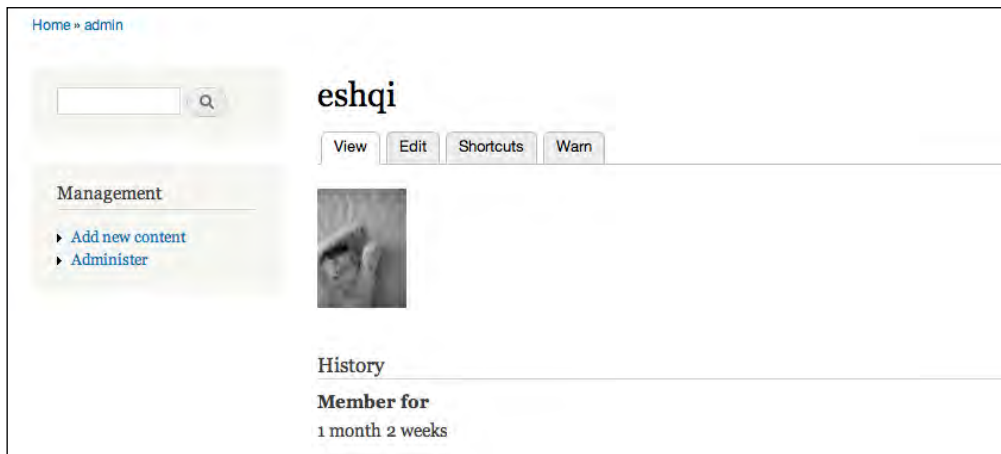 Home » admin
eshqi
View Edit Shortcuts Warn
Management
Add new content
Administer
History
Member for
1 month 2 weeks